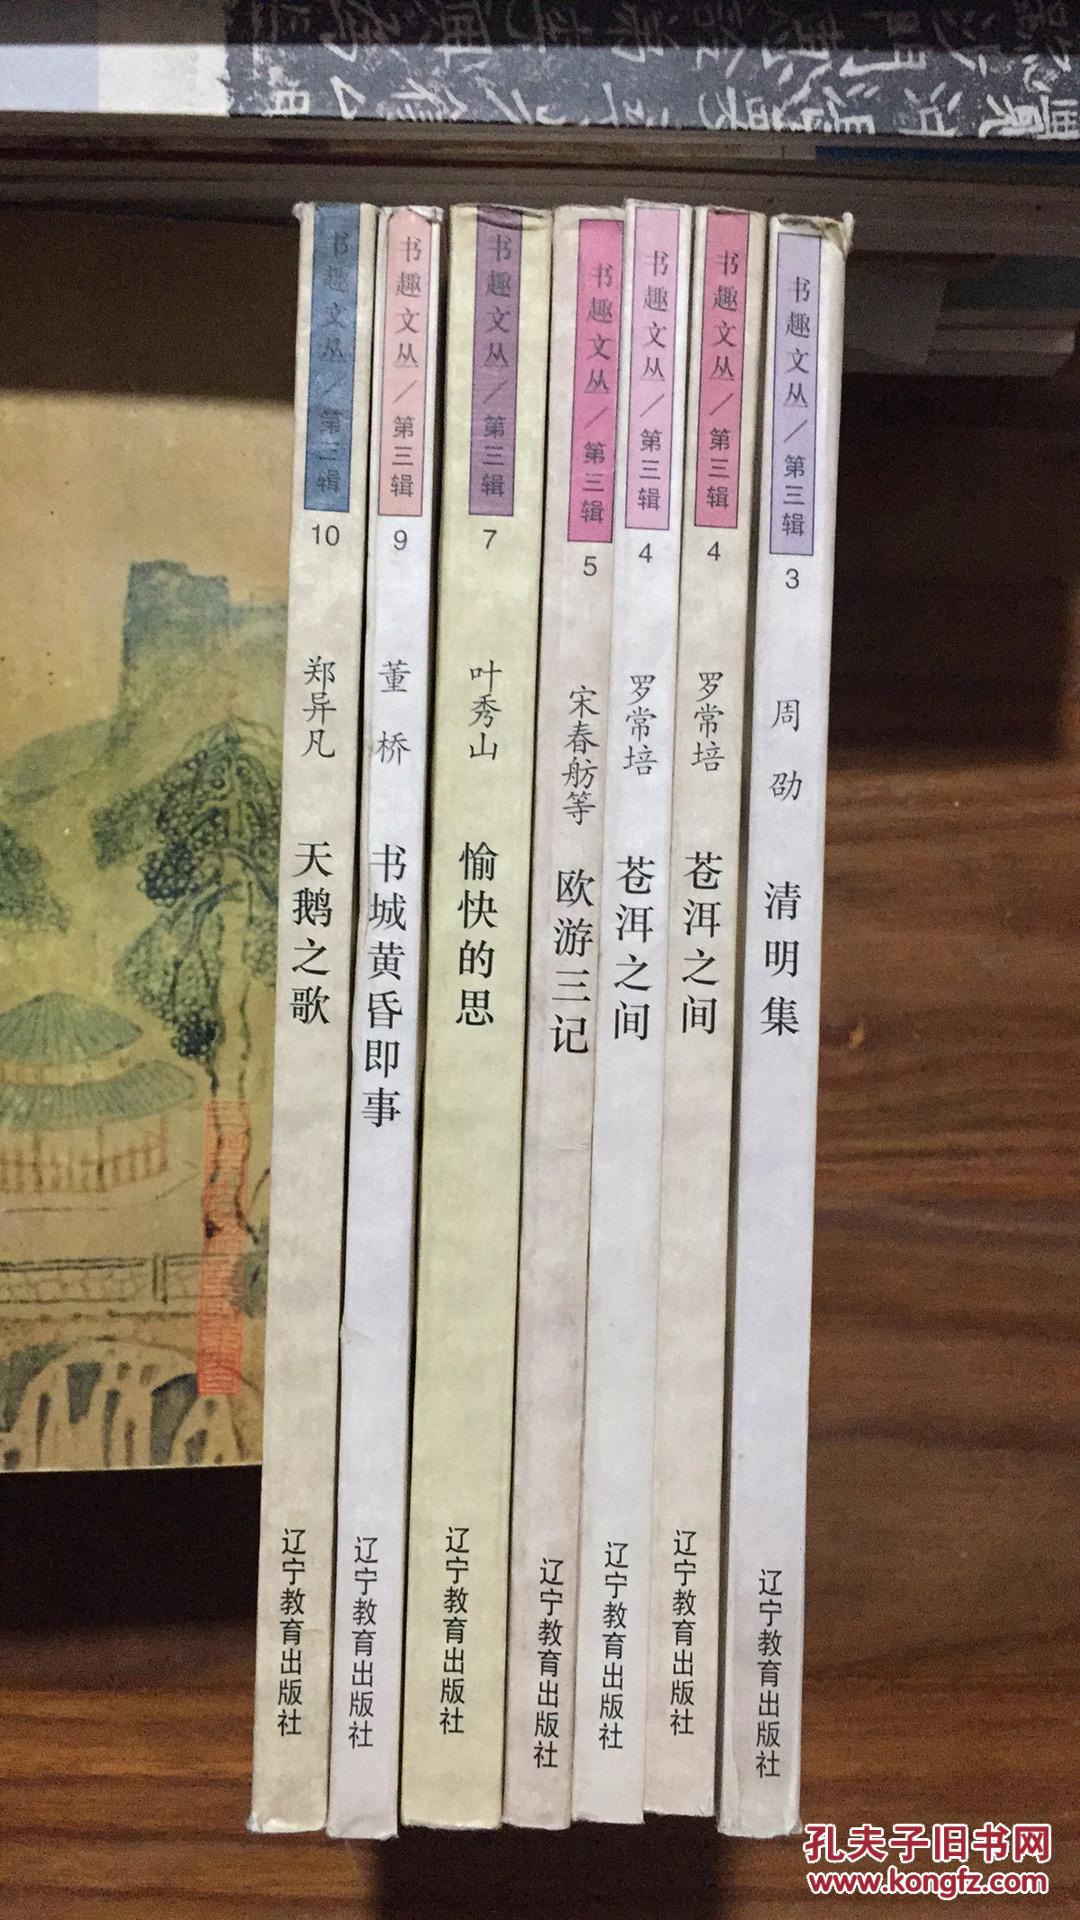 书趣文丛／第三辑
10
郑异凡
天鹅之歌
辽宁教育出版社
书趣文丛／第三辑
9
董桥
书城黄昏即事
辽宁教育出版社
书趣文丛／第三辑
7
叶秀山
愉快的思
辽宁教育出版社
书趣文丛／第三辑
5
宋春舫等
欧游三记
辽宁教育出版社
书趣文丛／第三辑
4
罗常培
苍洱之间
辽宁教育出版社
书趣文丛／第三辑
4
罗常培
苍洱之间
辽宁教育出版社
书趣文丛／第三辑
3
周劭
清明集
辽宁教育出版社
孔夫子旧书网
www.kongfz.com